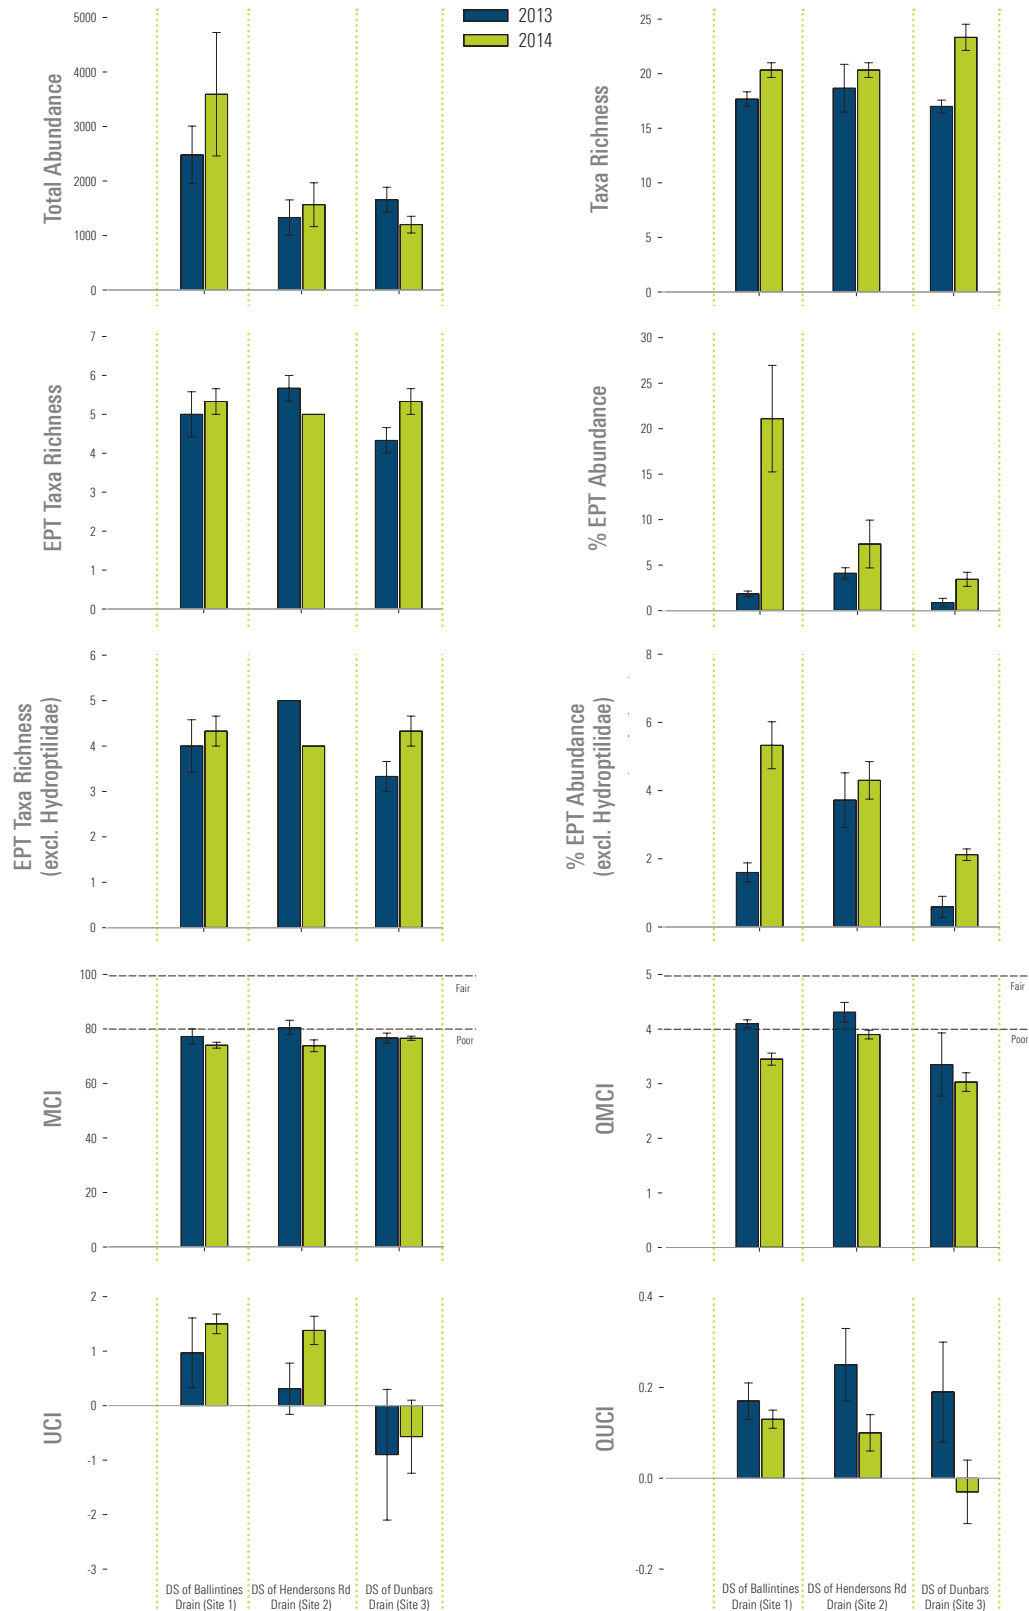 2013
2014
Total Abundance
5000
4000
3000
2000
1000
0
Taxa Richness
25
20
15
10
5
0
EPT Taxa Richness
7
6
5
4
3
2
1
0
% EPT Abundance
30
25
20
15
10
5
0
EPT Taxa Richness
(excl. Hydroptilidae)
6
5
4
3
2
1
0
% EPT Abundance
(excl. Hydroptilidae)
8
6
4
2
0
MCI
100
80
60
40
20
0
Fair
Poor
QMCI
5
4
3
2
1
0
Fair
Poor
UCI
2
1
0
-1
-2
-3
DS of Ballintines
Drain (Site 1)
DS of Hendersons Rd
Drain (Site 2)
DS of Dunbars
Drain (Site 3)
QUCI
0.4
0.2
0.0
-0.2
DS of Ballintines
Drain (Site 1)
DS of Hendersons Rd
Drain (Site 2)
DS of Dunbars
Drain (Site 3)